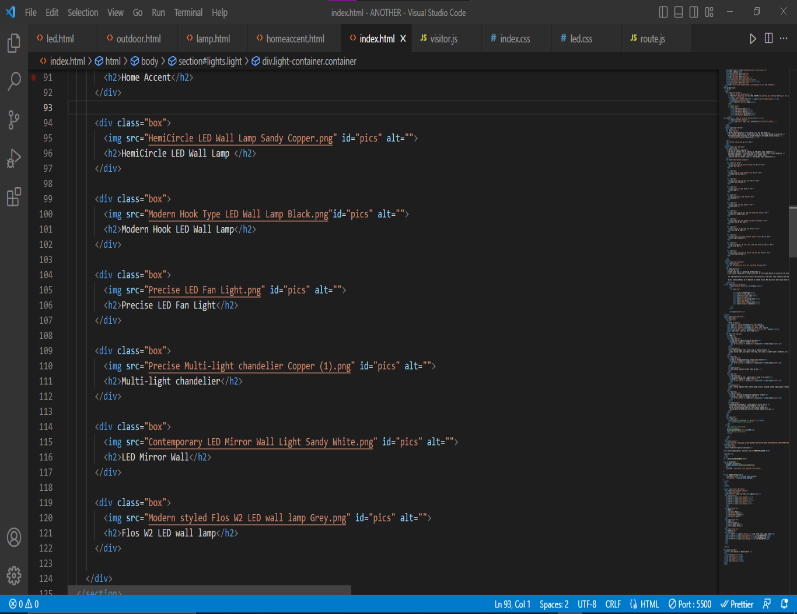 File Edit Selection View Go Run Terminal Help index.html - ANOTHER - Visual Studio Code
led.html outdoor.html lamp.html homeaccent.html index.html X JS visitor.js # index.css # led.css JS route.js
index.html > html > body > section#lights.light > div.light-container.container
91 <h2>Home Accent</h2>
92 </div>
93
94 <div class="box">
95 <img src="HemiCircle LED Wall Lamp Sandy Copper.png" id="pics" alt="">
96 <h2>HemiCircle LED Wall Lamp </h2>
97 </div>
98
99 <div class="box">
100 <img src="Modern Hook Type LED Wall Lamp Black.png"id="pics" alt="">
101 <h2>Modern Hook LED Wall Lamp</h2>
102 </div>
103
104 <div class="box">
105 <img src="Precise LED Fan Light.png" id="pics" alt="">
106 <h2>Precise LED Fan Light</h2>
107 </div>
108
109 <div class="box">
110 <img src="Precise Multi-light chandelier Copper (1).png" id="pics" alt="">
111 <h2>Multi-light chandelier</h2>
112 </div>
113
114 <div class="box">
115 <img src="Contemporary LED Mirror Wall Light Sandy White.png" id="pics" alt="">
116 <h2>LED Mirror Wall</h2>
117 </div>
118
119 <div class="box">
120 <img src="Modern styled Flos W2 LED wall lamp Grey.png" id="pics" alt="">
121 <h2>Flos W2 LED wall lamp</h2>
122 </div>
123
124 </div>
125 </section>
0 0 Ln 93, Col 1 Spaces: 2 UTF-8 CRLF HTML Port : 5500 Prettier